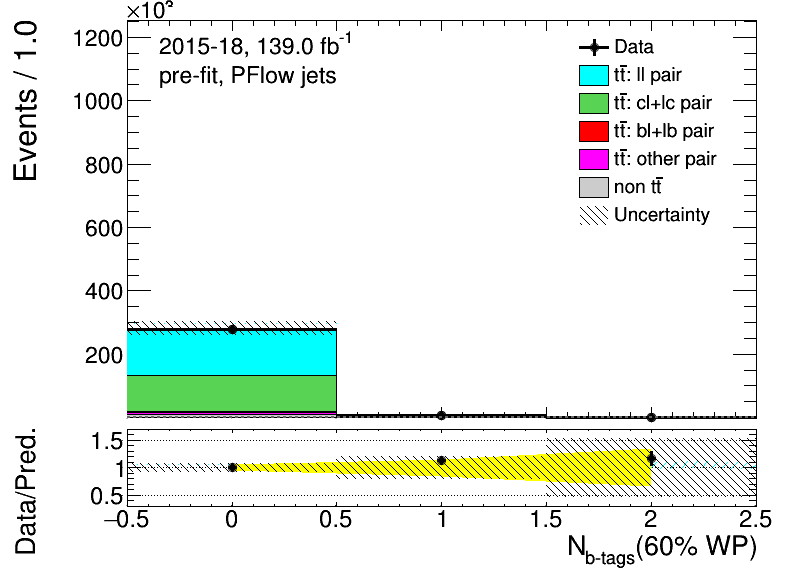 ×10³
Events / 1.0
1200
1000
800
600
400
200
2015-18, 139.0 fb⁻¹
pre-fit, PFlow jets
Data
tt̄: ll pair
tt̄: cl+lc pair
tt̄: bl+lb pair
tt̄: other pair
non tt̄
Uncertainty
Data/Pred.
1.5
1
0.5
−0.5 0 0.5 1 1.5 2 2.5
N_b-tags(60% WP)